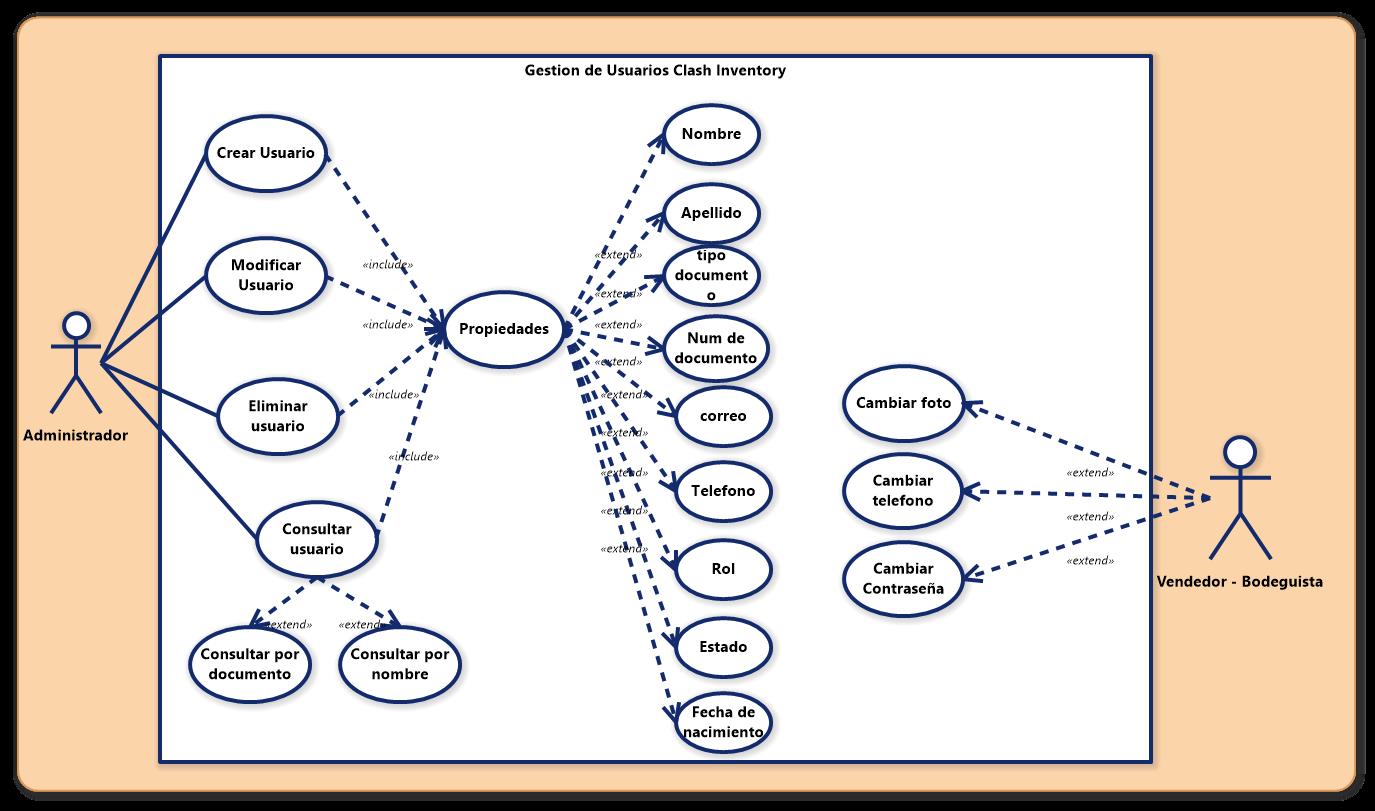 Gestion de Usuarios Clash Inventory
Crear Usuario
Modificar
Usuario
Eliminar
usuario
Consultar
usuario
Consultar por
documento
Consultar por
nombre
Administrador
«include»
«include»
«include»
«include»
«extend»
«extend»
Propiedades
«extend»
«extend»
«extend»
«extend»
«extend»
«extend»
«extend»
«extend»
«extend»
Nombre
Apellido
tipo
document
o
Num de
documento
correo
Telefono
Rol
Estado
Fecha de
nacimiento
Cambiar foto
Cambiar
telefono
Cambiar
Contraseña
«extend»
«extend»
«extend»
Vendedor - Bodeguista